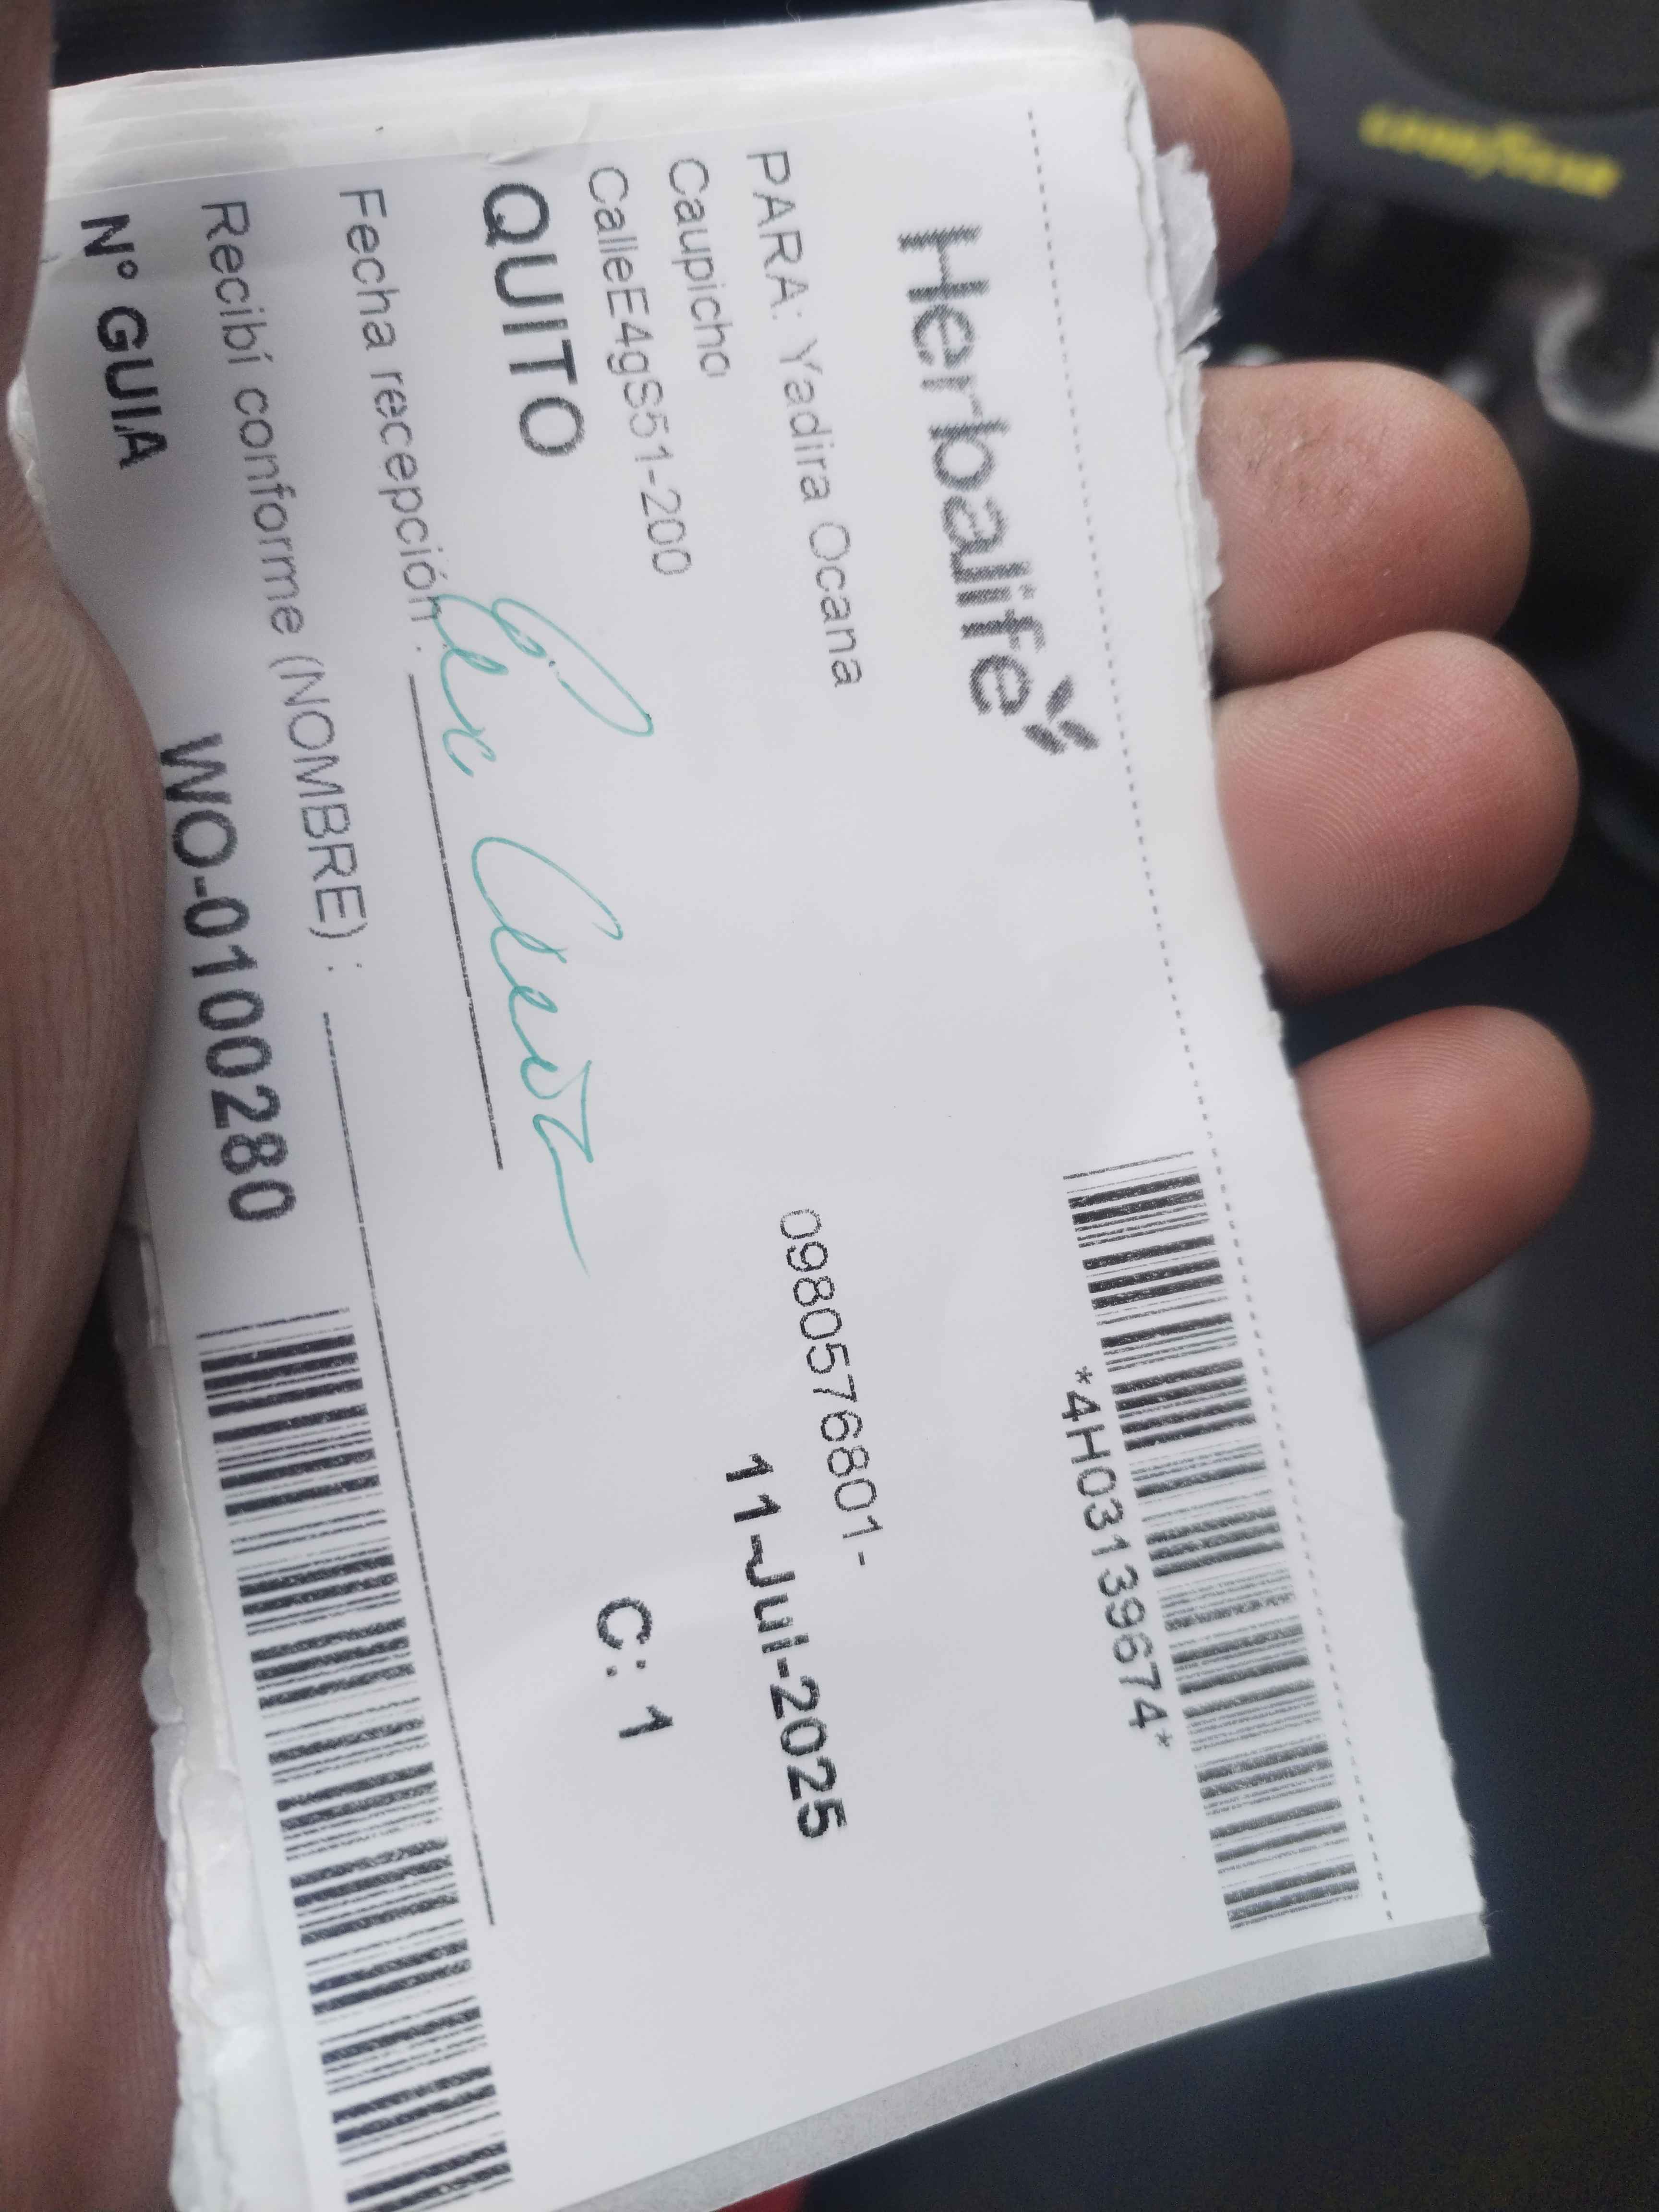 Herbalife
*4H03139674*
PARA: Yadira Ocana
0980576801-
Caupicho
11-Jul-2025
CalleE4gS51-200
C: 1
QUITO
Fecha recepción :
Recibí conforme (NOMBRE) :
N° GUIA
WO-0100280
GOODYEAR